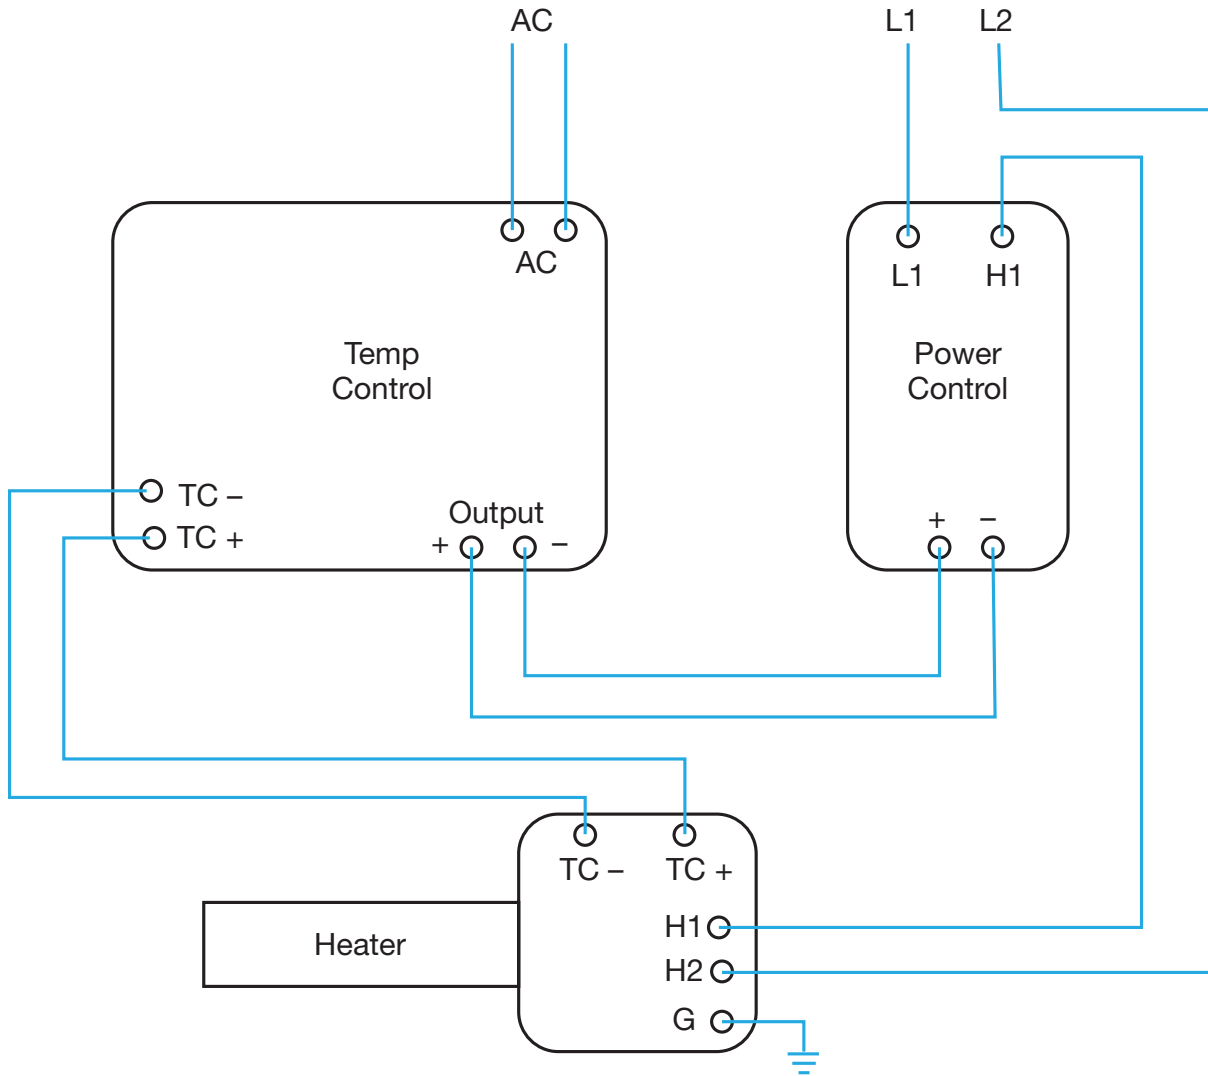 AC
L1
L2
AC
L1
H1
Temp
Control
Power
Control
TC –
TC +
Output
+
–
+
–
TC –
TC +
H1
Heater
H2
G